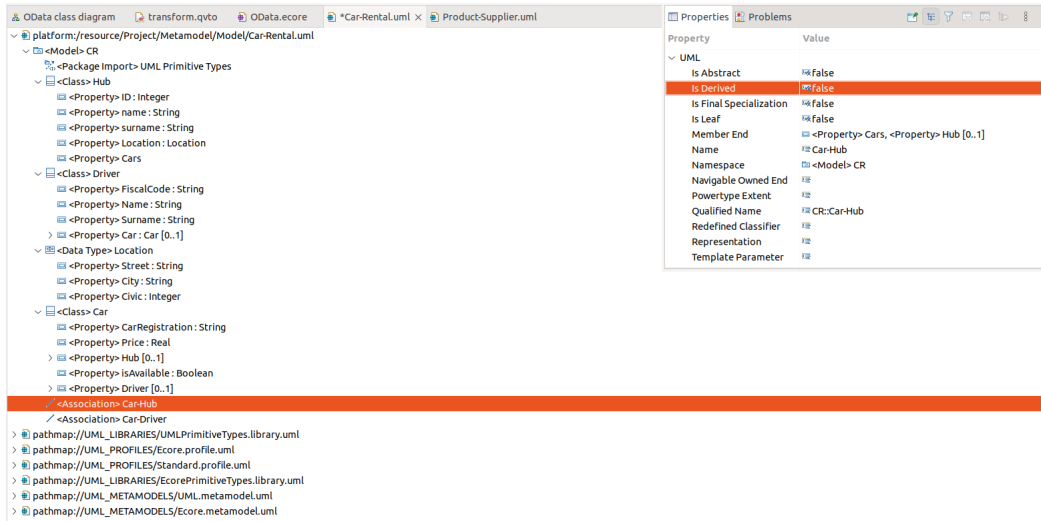 OData class diagram transform.qvto OData.ecore *Car-Rental.uml × Product-Supplier.uml
platform:/resource/Project/Metamodel/Model/Car-Rental.uml
<Model> CR
<Package Import> UML Primitive Types
<Class> Hub
<Property> ID : Integer
<Property> name : String
<Property> surname : String
<Property> Location : Location
<Property> Cars
<Class> Driver
<Property> FiscalCode : String
<Property> Name : String
<Property> Surname : String
<Property> Car : Car [0..1]
<Data Type> Location
<Property> Street : String
<Property> City : String
<Property> Civic : Integer
<Class> Car
<Property> CarRegistration : String
<Property> Price : Real
<Property> Hub [0..1]
<Property> isAvailable : Boolean
<Property> Driver [0..1]
<Association> Car-Hub
<Association> Car-Driver
pathmap://UML_LIBRARIES/UMLPrimitiveTypes.library.uml
pathmap://UML_PROFILES/Ecore.profile.uml
pathmap://UML_PROFILES/Standard.profile.uml
pathmap://UML_LIBRARIES/EcorePrimitiveTypes.library.uml
pathmap://UML_METAMODELS/UML.metamodel.uml
pathmap://UML_METAMODELS/Ecore.metamodel.uml
Properties Problems
Property Value
UML
Is Abstract false
Is Derived false
Is Final Specialization false
Is Leaf false
Member End <Property> Cars, <Property> Hub [0..1]
Name Car-Hub
Namespace <Model> CR
Navigable Owned End
Powertype Extent
Qualified Name CR::Car-Hub
Redefined Classifier
Representation
Template Parameter